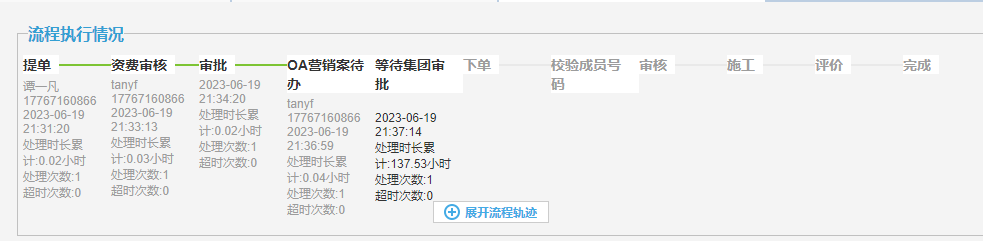 流程执行情况
提单
谭一凡
17767160866
2023-06-19
21:31:20
处理时长累
计:0.02小时
处理次数:1
超时次数:0
资费审核
tanyf
17767160866
2023-06-19
21:33:13
处理时长累
计:0.03小时
处理次数:1
超时次数:0
审批
2023-06-19
21:34:20
处理时长累
计:0.02小时
处理次数:1
超时次数:0
OA营销案待
办
tanyf
17767160866
2023-06-19
21:36:59
处理时长累
计:0.04小时
处理次数:1
超时次数:0
等待集团审
批
2023-06-19
21:37:14
处理时长累
计:137.53小时
处理次数:1
超时次数:0
下单
校验成员号
码
审核
施工
评价
完成
展开流程轨迹